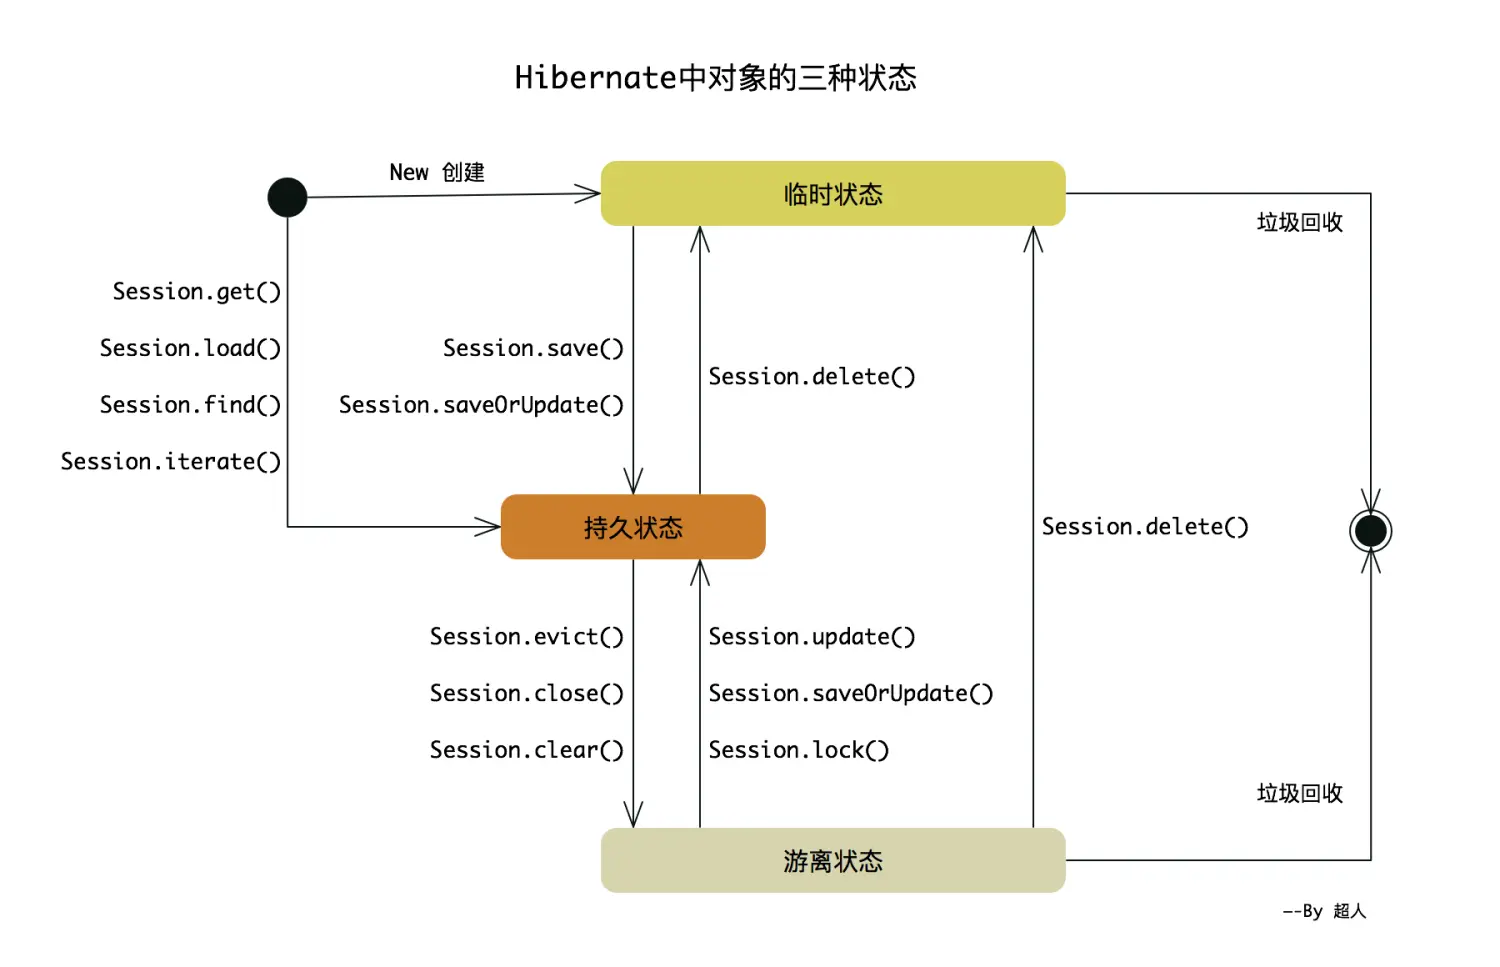 Hibernate中对象的三种状态
New 创建
临时状态
垃圾回收
Session.get()
Session.load()
Session.find()
Session.iterate()
Session.save()
Session.saveOrUpdate()
Session.delete()
持久状态
Session.delete()
Session.evict()
Session.close()
Session.clear()
Session.update()
Session.saveOrUpdate()
Session.lock()
垃圾回收
游离状态
--By 超人